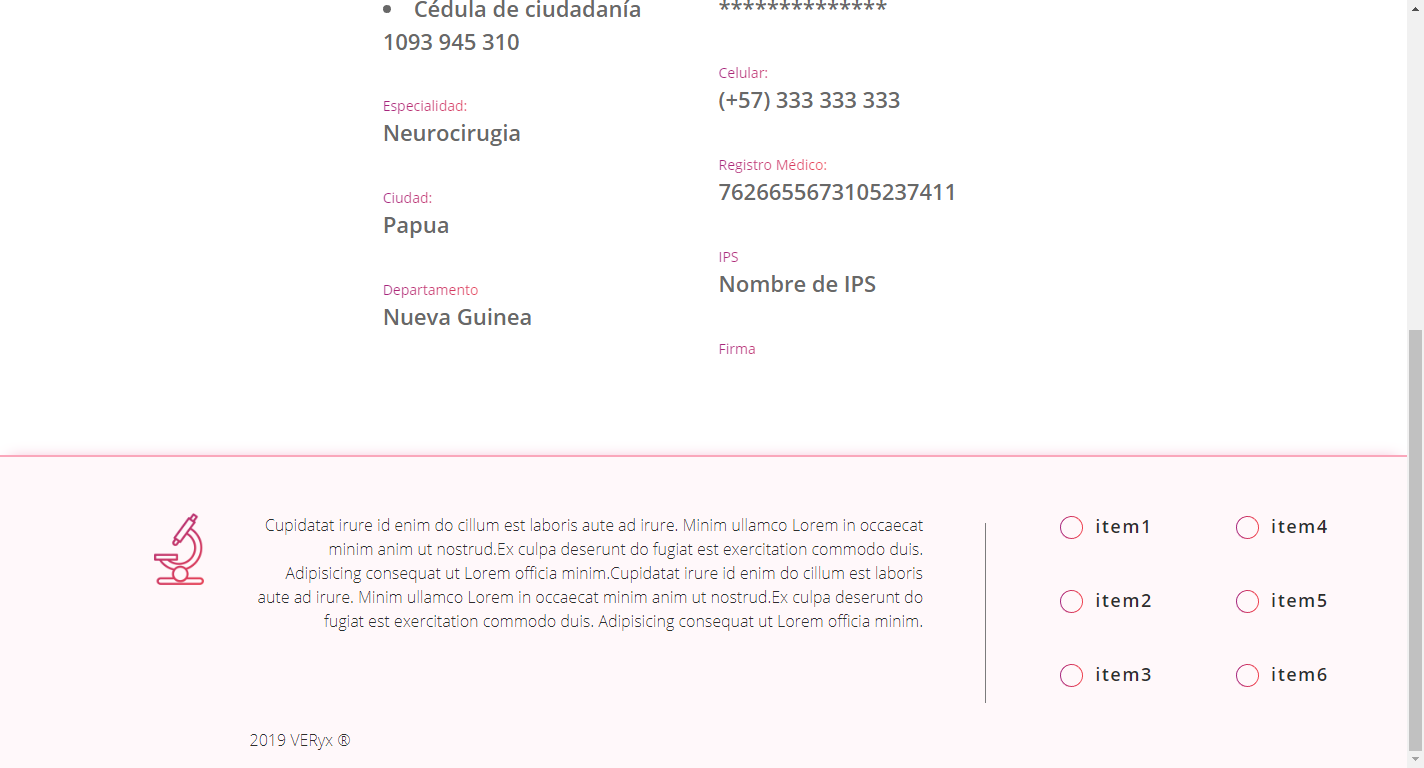 • Cédula de ciudadanía
1093 945 310
Especialidad:
Neurocirugia
Ciudad:
Papua
Departamento
Nueva Guinea
**************
Celular:
(+57) 333 333 333
Registro Médico:
7626655673105237411
IPS
Nombre de IPS
Firma
Cupidatat irure id enim do cillum est laboris aute ad irure. Minim ullamco Lorem in occaecat
minim anim ut nostrud.Ex culpa deserunt do fugiat est exercitation commodo duis.
Adipisicing consequat ut Lorem officia minim.Cupidatat irure id enim do cillum est laboris
aute ad irure. Minim ullamco Lorem in occaecat minim anim ut nostrud.Ex culpa deserunt do
fugiat est exercitation commodo duis. Adipisicing consequat ut Lorem officia minim.
item1
item2
item3
item4
item5
item6
2019 VERyx ®